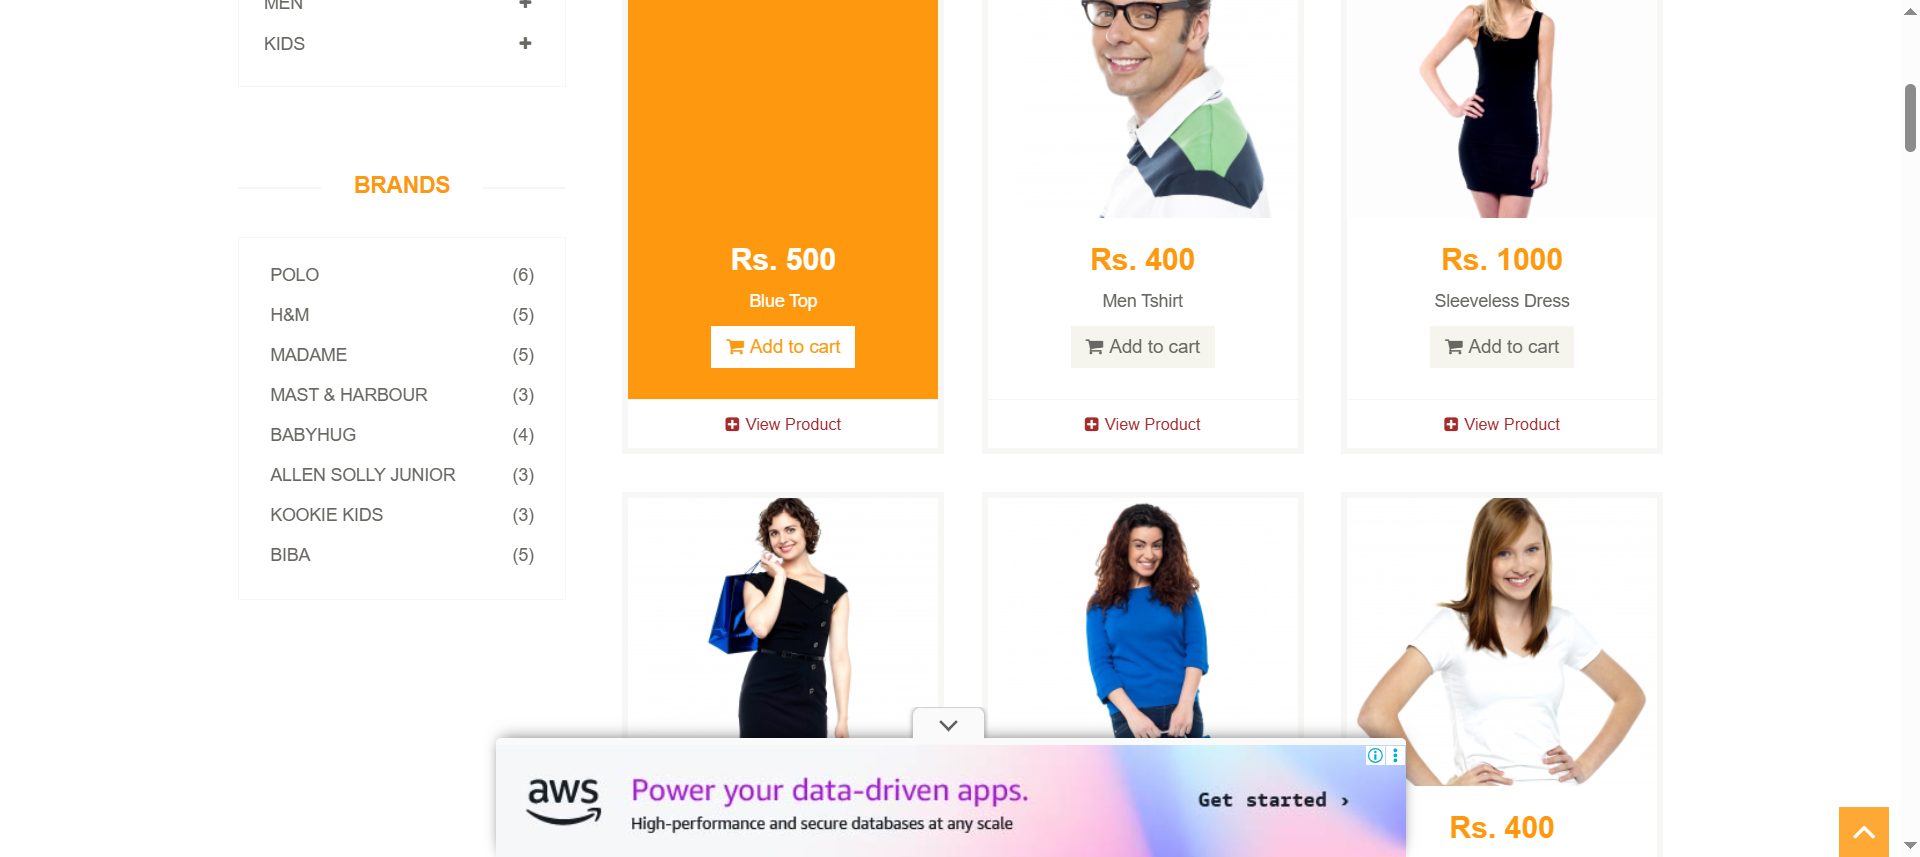 MEN
KIDS
BRANDS
POLO (6)
H&M (5)
MADAME (5)
MAST & HARBOUR (3)
BABYHUG (4)
ALLEN SOLLY JUNIOR (3)
KOOKIE KIDS (3)
BIBA (5)
Rs. 500
Blue Top
Add to cart
View Product
Rs. 400
Men Tshirt
Add to cart
View Product
Rs. 1000
Sleeveless Dress
Add to cart
View Product
Rs. 400
aws
Power your data-driven apps.
High-performance and secure databases at any scale
Get started ›